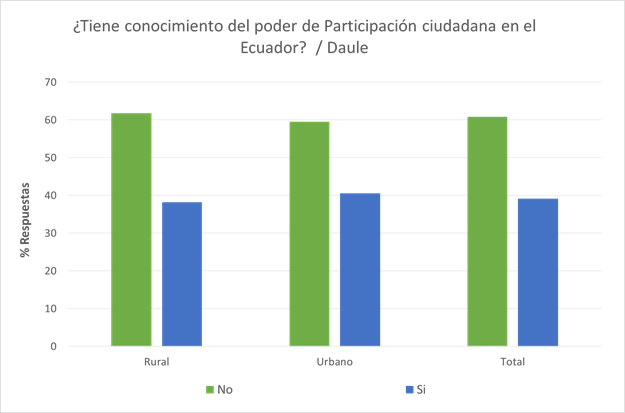 ¿Tiene conocimiento del poder de Participación ciudadana en el
Ecuador? / Daule
70
60
50
40
30
20
10
0
% Respuestas
Rural Urbano Total
No Si